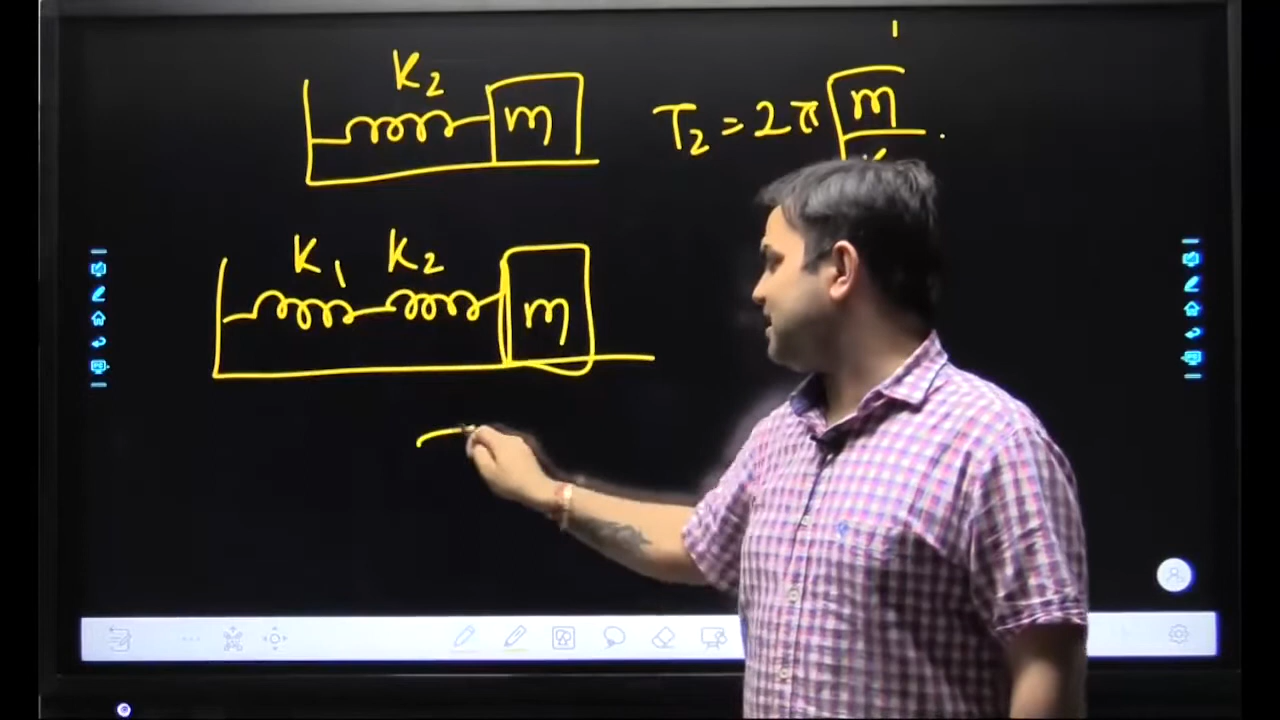 K₂
m
T₂ = 2π √m
K₁ K₂
m